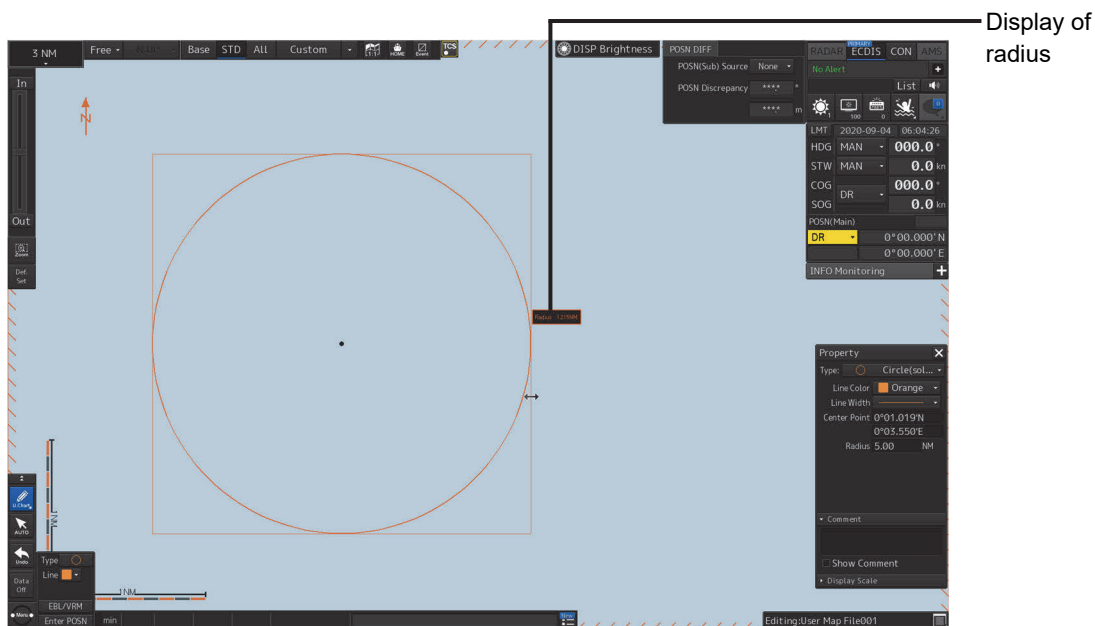 Display of
radius
3 NM
Free
Base STD All Custom
L1:1
HOME
Event
TCS
DISP Brightness
POSN DIFF
POSN(Sub) Source None
POSN Discrepancy ****.* °
****.* m
RADAR
PRIMARY
ECDIS
CON
AMS
No Alert
List
1
100
0
LMT 2020-09-04 06:04:26
HDG MAN 000.0 °
STW MAN 0.0 kn
COG 000.0 °
DR
SOG 0.0 kn
POSN(Main)
DR 0°00.000'N
0°00.000'E
INFO Monitoring
In
Out
Zoom
Def.
Set
N
Property
Type: Circle(sol...
Line Color Orange
Line Width
Center Point 0°01.019'N
0°03.550'E
Radius 5.00 NM
Comment
Show Comment
Display Scale
U.Chart
AUTO
Undo
Data
Off
Menu
Type
Line
EBL/VRM
Enter POSN
1NM
1NM
min
New
Editing:User Map File001